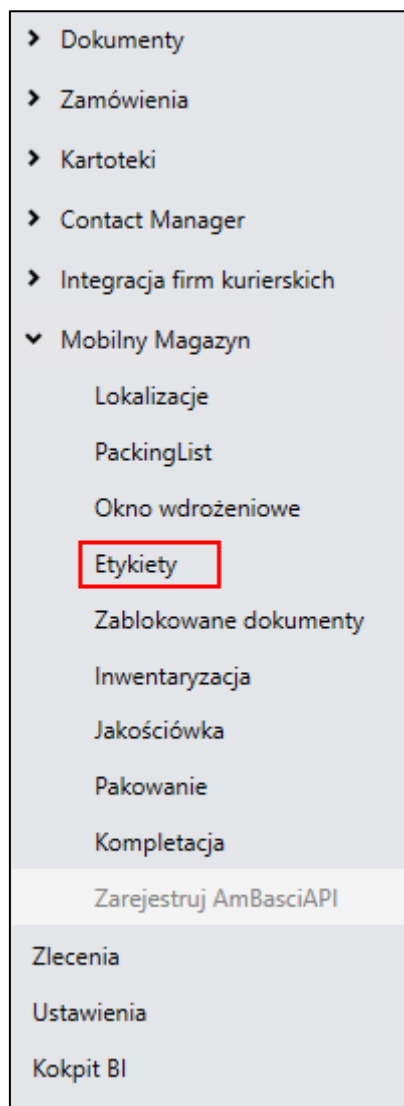 Dokumenty
Zamówienia
Kartoteki
Contact Manager
Integracja firm kurierskich
Mobilny Magazyn
Lokalizacje
PackingList
Okno wdrożeniowe
Etykiety
Zablokowane dokumenty
Inwentaryzacja
Jakościówka
Pakowanie
Kompletacja
Zarejestruj AmBasciAPI
Zlecenia
Ustawienia
Kokpit BI